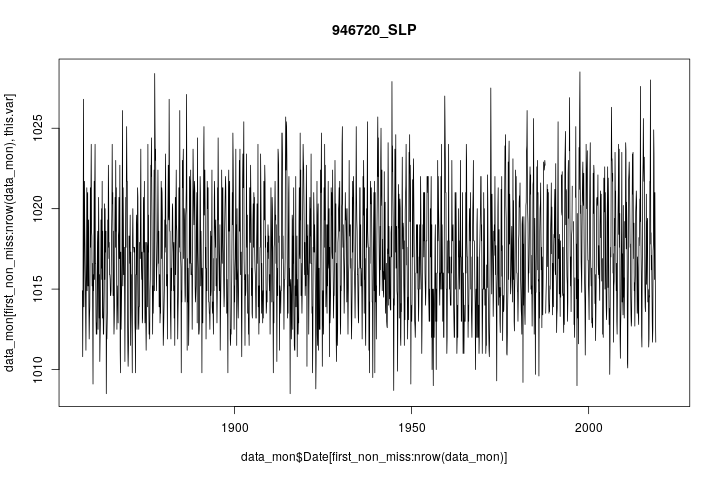 946720_SLP
data_mon[first_non_miss:nrow(data_mon), this.var]
1025
1020
1015
1010
1900 1950 2000
data_mon$Date[first_non_miss:nrow(data_mon)]